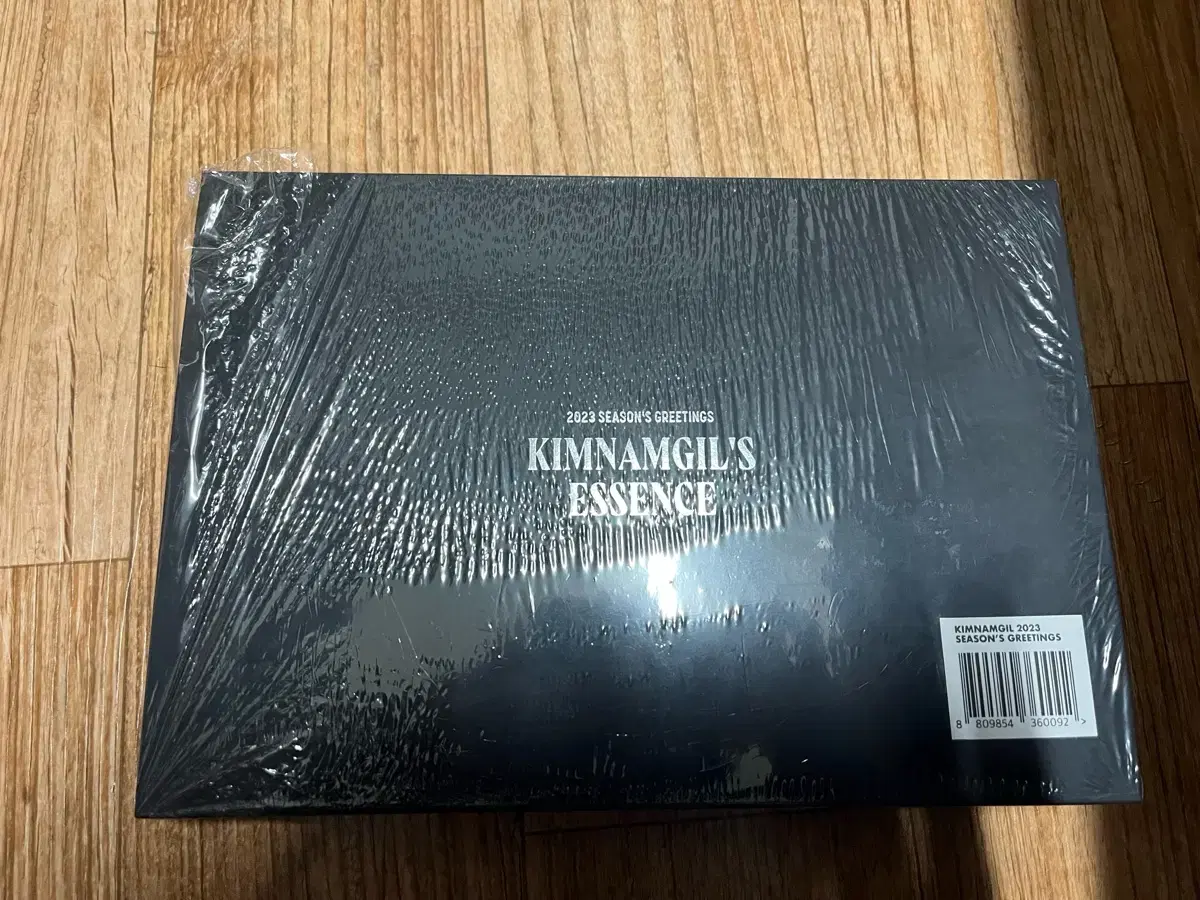 2023 SEASON'S GREETINGS
KIMNAMGIL'S
ESSENCE
KIMNAMGIL 2023
SEASON'S GREETINGS
8 809854 360092 >